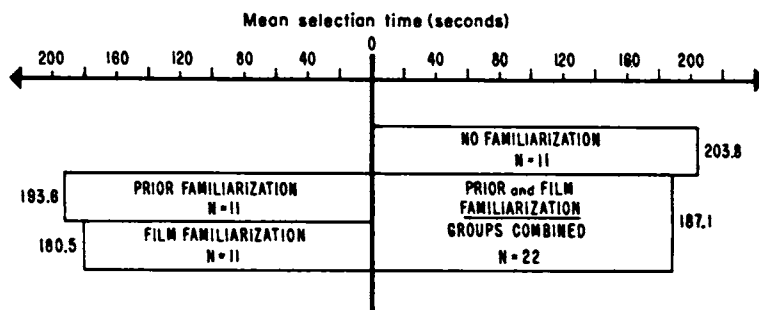 Mean selection time (seconds)
0
200 160 120 80 40 40 80 120 160 200
NO FAMILIARIZATION
N=11
203.8
193.6
PRIOR FAMILIARIZATION
N=11
180.5
FILM FAMILIARIZATION
N=11
PRIOR and FILM
FAMILIARIZATION
GROUPS COMBINED
N=22
187.1